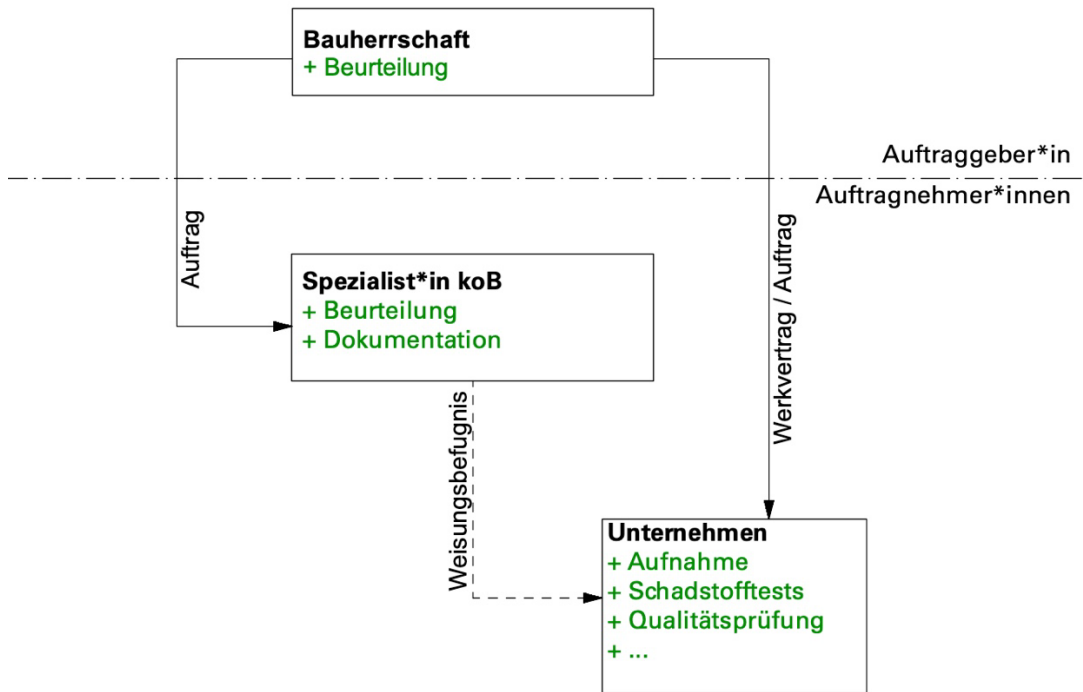 Bauherrschaft
+ Beurteilung
Auftraggeber*in
Auftragnehmer*innen
Auftrag
Werkvertrag / Auftrag
Spezialist*in koB
+ Beurteilung
+ Dokumentation
Weisungsbefugnis
Unternehmen
+ Aufnahme
+ Schadstofftests
+ Qualitätsprüfung
+ ...